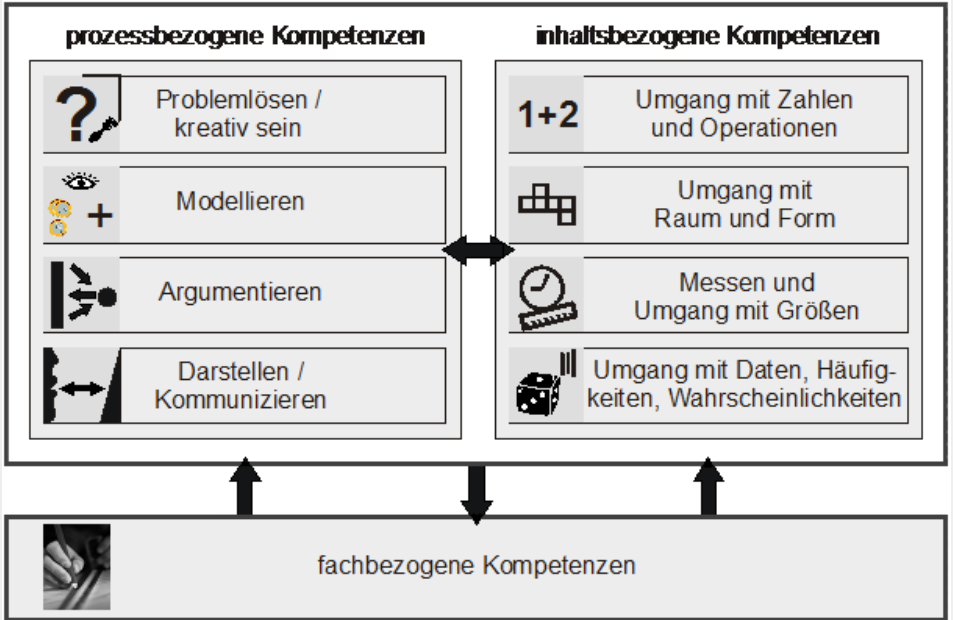 prozessbezogene Kompetenzen
Problemlösen /
kreativ sein
Modellieren
Argumentieren
Darstellen /
Kommunizieren
inhaltsbezogene Kompetenzen
1+2
Umgang mit Zahlen
und Operationen
Umgang mit
Raum und Form
Messen und
Umgang mit Größen
Umgang mit Daten, Häufig-
keiten, Wahrscheinlichkeiten
fachbezogene Kompetenzen